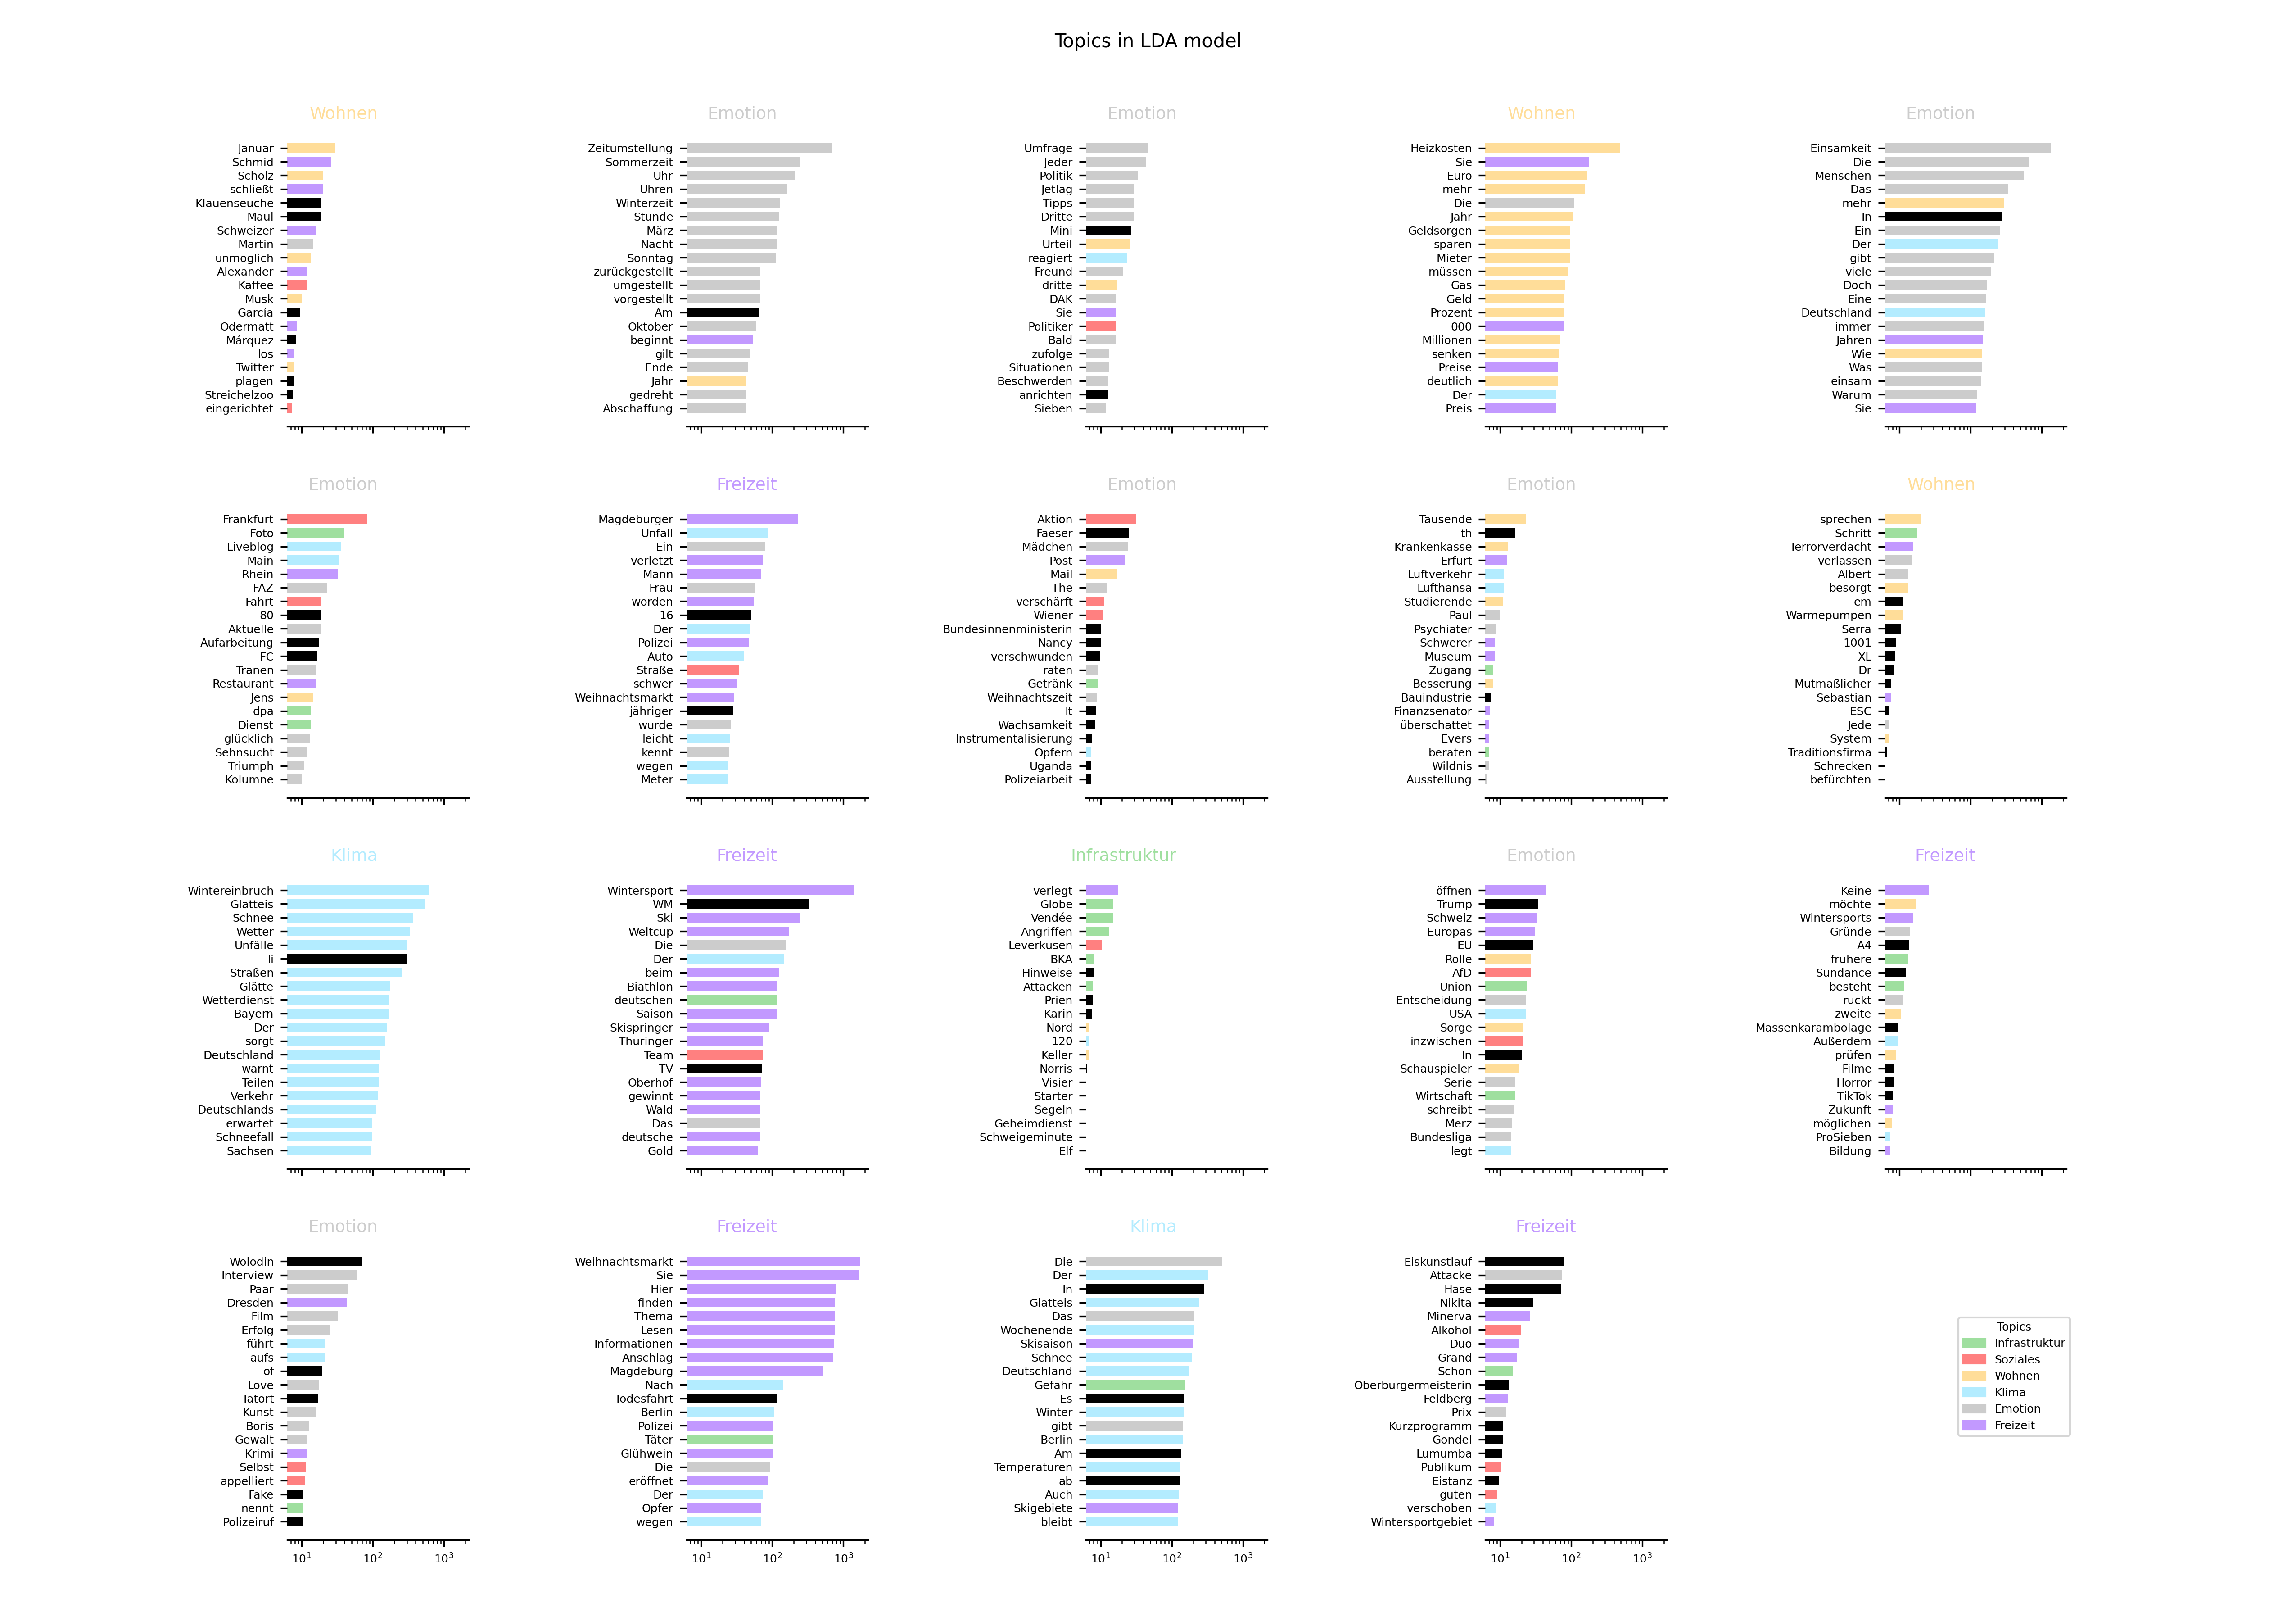 Topics in LDA model
Wohnen
Januar
Schmid
Scholz
schließt
Klauenseuche
Maul
Schweizer
Martin
unmöglich
Alexander
Kaffee
Musk
García
Odermatt
Márquez
los
Twitter
plagen
Streichelzoo
eingerichtet
Emotion
Zeitumstellung
Sommerzeit
Uhr
Uhren
Winterzeit
Stunde
März
Nacht
Sonntag
zurückgestellt
umgestellt
vorgestellt
Am
Oktober
beginnt
gilt
Ende
Jahr
gedreht
Abschaffung
Emotion
Umfrage
Jeder
Politik
Jetlag
Tipps
Dritte
Mini
Urteil
reagiert
Freund
dritte
DAK
Sie
Politiker
Bald
zufolge
Situationen
Beschwerden
anrichten
Sieben
Wohnen
Heizkosten
Sie
Euro
mehr
Die
Jahr
Geldsorgen
sparen
Mieter
müssen
Gas
Geld
Prozent
000
Millionen
senken
Preise
deutlich
Der
Preis
Emotion
Einsamkeit
Die
Menschen
Das
mehr
In
Ein
Der
gibt
viele
Doch
Eine
Deutschland
immer
Jahren
Wie
Was
einsam
Warum
Sie
Emotion
Frankfurt
Foto
Liveblog
Main
Rhein
FAZ
Fahrt
80
Aktuelle
Aufarbeitung
FC
Tränen
Restaurant
Jens
dpa
Dienst
glücklich
Sehnsucht
Triumph
Kolumne
Freizeit
Magdeburger
Unfall
Ein
verletzt
Mann
Frau
worden
16
Der
Polizei
Auto
Straße
schwer
Weihnachtsmarkt
jähriger
wurde
leicht
kennt
wegen
Meter
Emotion
Aktion
Faeser
Mädchen
Post
Mail
The
verschärft
Wiener
Bundesinnenministerin
Nancy
verschwunden
raten
Getränk
Weihnachtszeit
It
Wachsamkeit
Instrumentalisierung
Opfern
Uganda
Polizeiarbeit
Emotion
Tausende
th
Krankenkasse
Erfurt
Luftverkehr
Lufthansa
Studierende
Paul
Psychiater
Schwerer
Museum
Zugang
Besserung
Bauindustrie
Finanzsenator
überschattet
Evers
beraten
Wildnis
Ausstellung
Wohnen
sprechen
Schritt
Terrorverdacht
verlassen
Albert
besorgt
em
Wärmepumpen
Serra
1001
XL
Dr
Mutmaßlicher
Sebastian
ESC
Jede
System
Traditionsfirma
Schrecken
befürchten
Klima
Wintereinbruch
Glatteis
Schnee
Wetter
Unfälle
li
Straßen
Glätte
Wetterdienst
Bayern
Der
sorgt
Deutschland
warnt
Teilen
Verkehr
Deutschlands
erwartet
Schneefall
Sachsen
Freizeit
Wintersport
WM
Ski
Weltcup
Die
Der
beim
Biathlon
deutschen
Saison
Skispringer
Thüringer
Team
TV
Oberhof
gewinnt
Wald
Das
deutsche
Gold
Infrastruktur
verlegt
Globe
Vendée
Angriffen
Leverkusen
BKA
Hinweise
Attacken
Prien
Karin
Nord
120
Keller
Norris
Visier
Starter
Segeln
Geheimdienst
Schweigeminute
Elf
Emotion
öffnen
Trump
Schweiz
Europas
EU
Rolle
AfD
Union
Entscheidung
USA
Sorge
inzwischen
In
Schauspieler
Serie
Wirtschaft
schreibt
Merz
Bundesliga
legt
Freizeit
Keine
möchte
Wintersports
Gründe
A4
frühere
Sundance
besteht
rückt
zweite
Massenkarambolage
Außerdem
prüfen
Filme
Horror
TikTok
Zukunft
möglichen
ProSieben
Bildung
Emotion
Wolodin
Interview
Paar
Dresden
Film
Erfolg
führt
aufs
of
Love
Tatort
Kunst
Boris
Gewalt
Krimi
Selbst
appelliert
Fake
nennt
Polizeiruf
10¹ 10² 10³
Freizeit
Weihnachtsmarkt
Sie
Hier
finden
Thema
Lesen
Informationen
Anschlag
Magdeburg
Nach
Todesfahrt
Berlin
Polizei
Täter
Glühwein
Die
eröffnet
Der
Opfer
wegen
10¹ 10² 10³
Klima
Die
Der
In
Glatteis
Das
Wochenende
Skisaison
Schnee
Deutschland
Gefahr
Es
Winter
gibt
Berlin
Am
Temperaturen
ab
Auch
Skigebiete
bleibt
10¹ 10² 10³
Freizeit
Eiskunstlauf
Attacke
Hase
Nikita
Minerva
Alkohol
Duo
Grand
Schon
Oberbürgermeisterin
Feldberg
Prix
Kurzprogramm
Gondel
Lumumba
Publikum
Eistanz
guten
verschoben
Wintersportgebiet
10¹ 10² 10³
Topics
Infrastruktur
Soziales
Wohnen
Klima
Emotion
Freizeit